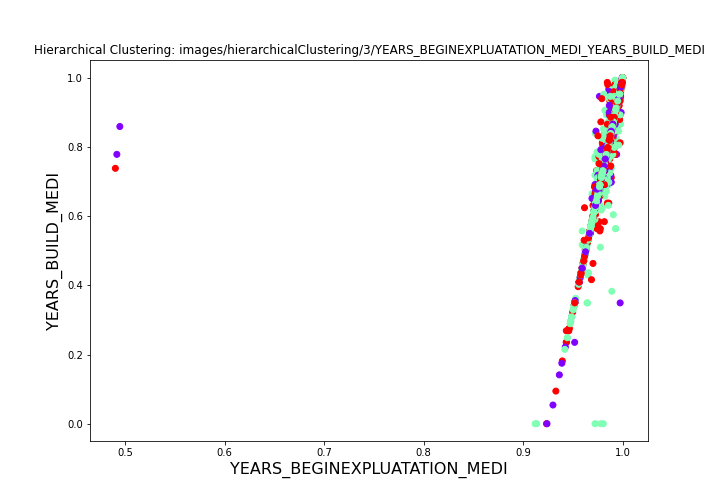 Hierarchical Clustering: images/hierarchicalClustering/3/YEARS_BEGINEXPLUATATION_MEDI_YEARS_BUILD_MEDI
1.0
0.8
0.6
0.4
0.2
0.0
YEARS_BUILD_MEDI
0.5 0.6 0.7 0.8 0.9 1.0
YEARS_BEGINEXPLUATATION_MEDI